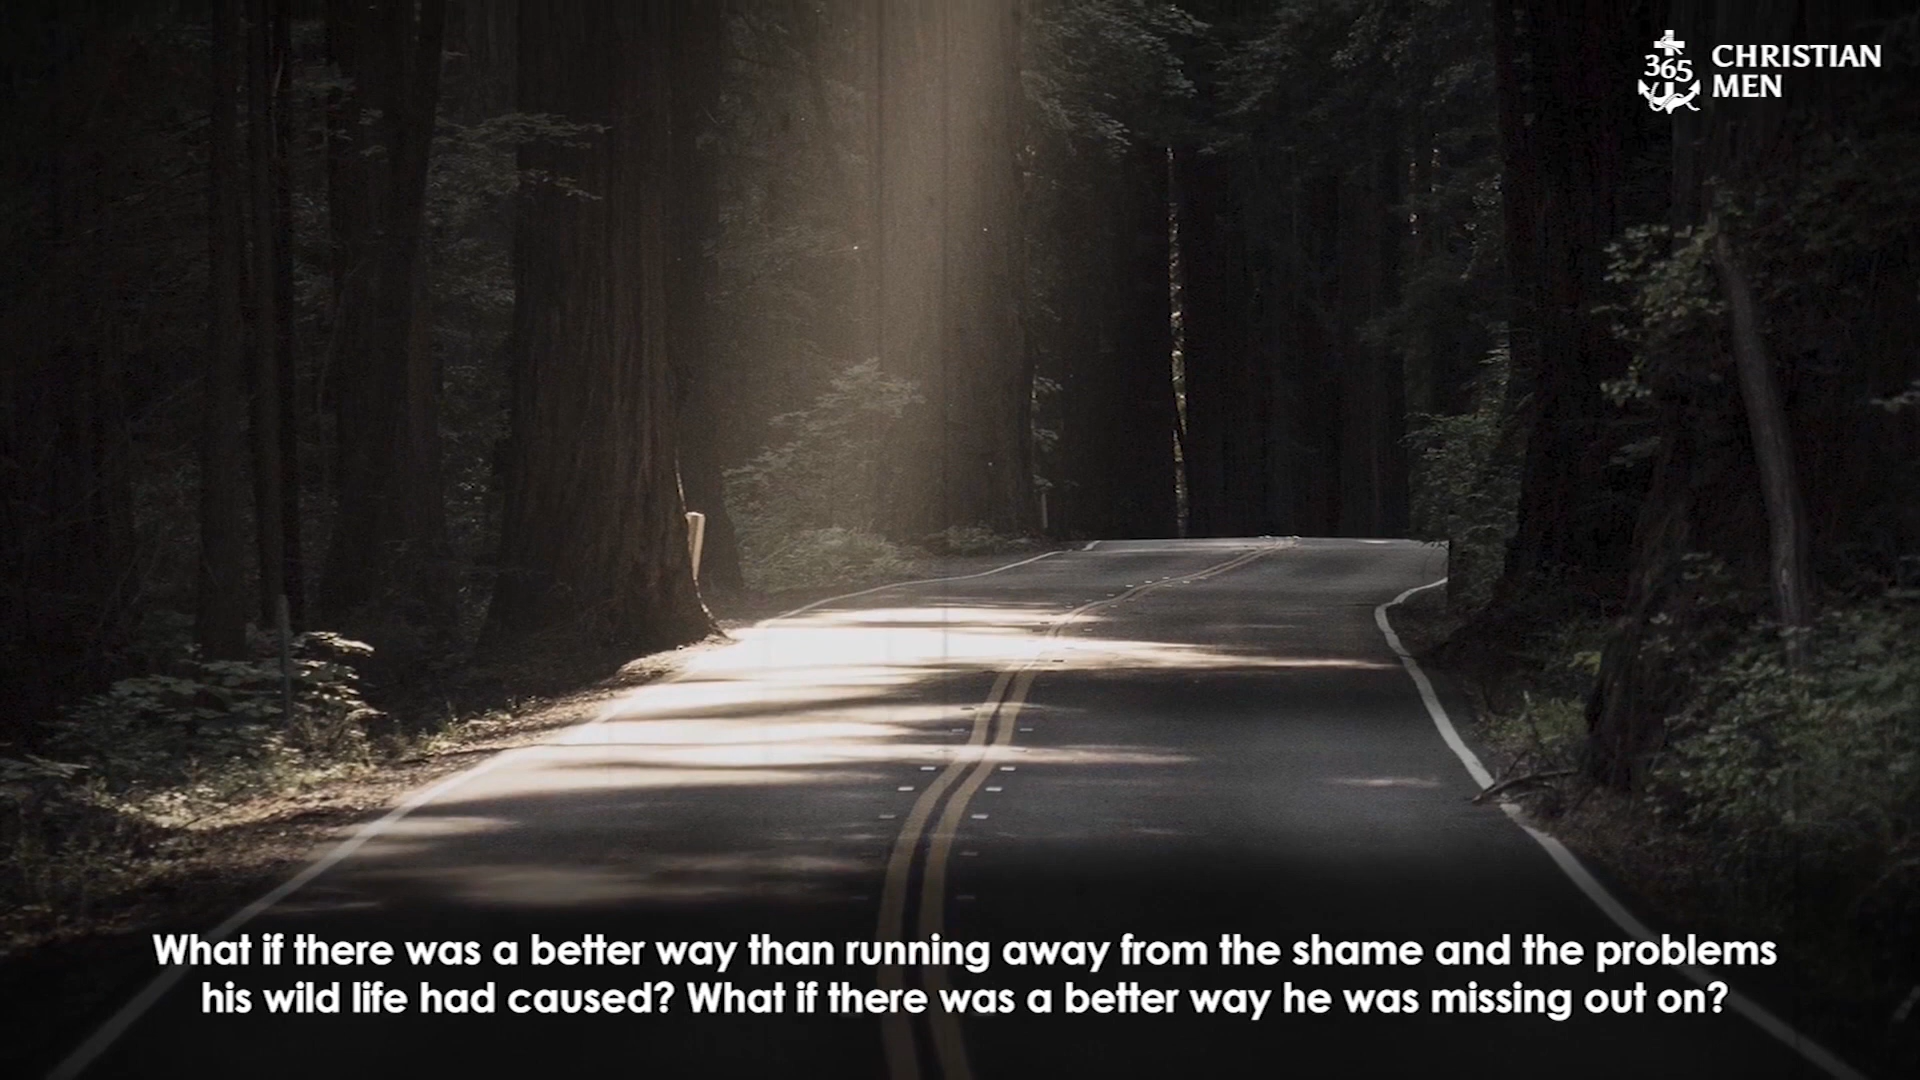 365
CHRISTIAN
MEN
What if there was a better way than running away from the shame and the problems
his wild life had caused? What if there was a better way he was missing out on?